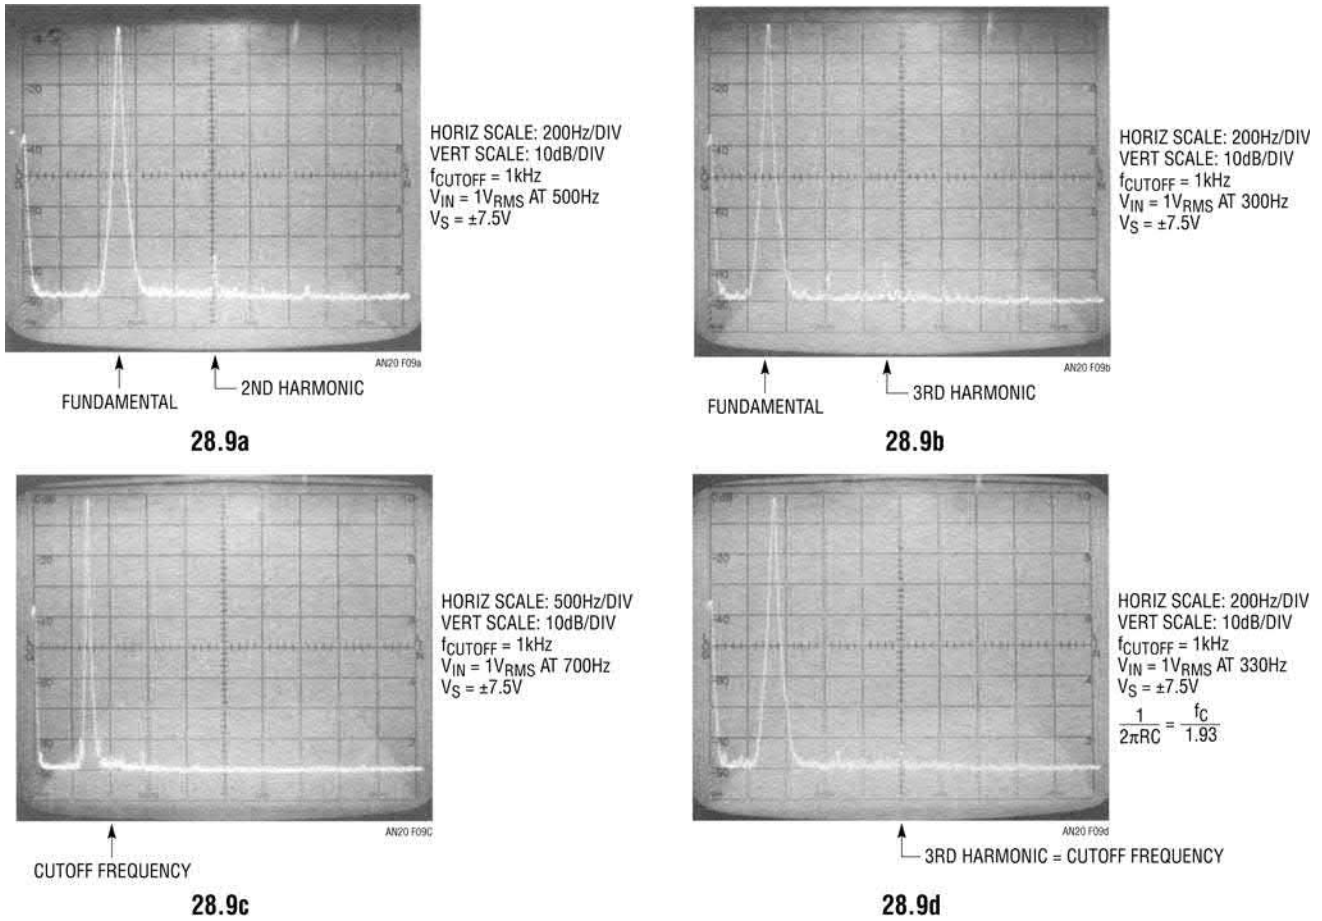 HORIZ SCALE: 200Hz/DIV
VERT SCALE: 10dB/DIV
fCUTOFF = 1kHz
VIN = 1VRMS AT 500Hz
VS = ±7.5V
AN20 F09a
FUNDAMENTAL
2ND HARMONIC
28.9a
HORIZ SCALE: 200Hz/DIV
VERT SCALE: 10dB/DIV
fCUTOFF = 1kHz
VIN = 1VRMS AT 300Hz
VS = ±7.5V
AN20 F09b
FUNDAMENTAL
3RD HARMONIC
28.9b
HORIZ SCALE: 500Hz/DIV
VERT SCALE: 10dB/DIV
fCUTOFF = 1kHz
VIN = 1VRMS AT 700Hz
VS = ±7.5V
AN20 F09C
CUTOFF FREQUENCY
28.9c
HORIZ SCALE: 200Hz/DIV
VERT SCALE: 10dB/DIV
fCUTOFF = 1kHz
VIN = 1VRMS AT 330Hz
VS = ±7.5V
1/2πRC = fC/1.93
AN20 F09d
3RD HARMONIC = CUTOFF FREQUENCY
28.9d